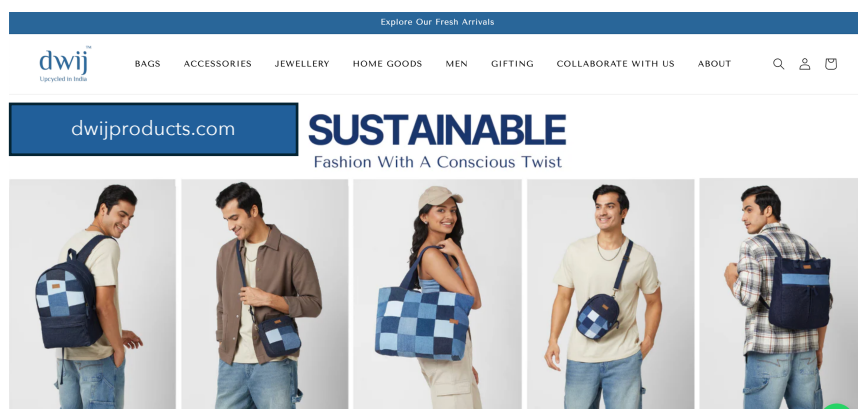 Explore Our Fresh Arrivals
dwij™
Upcycled in India
BAGS ACCESSORIES JEWELLERY HOME GOODS MEN GIFTING COLLABORATE WITH US ABOUT
dwijproducts.com
SUSTAINABLE
Fashion With A Conscious Twist